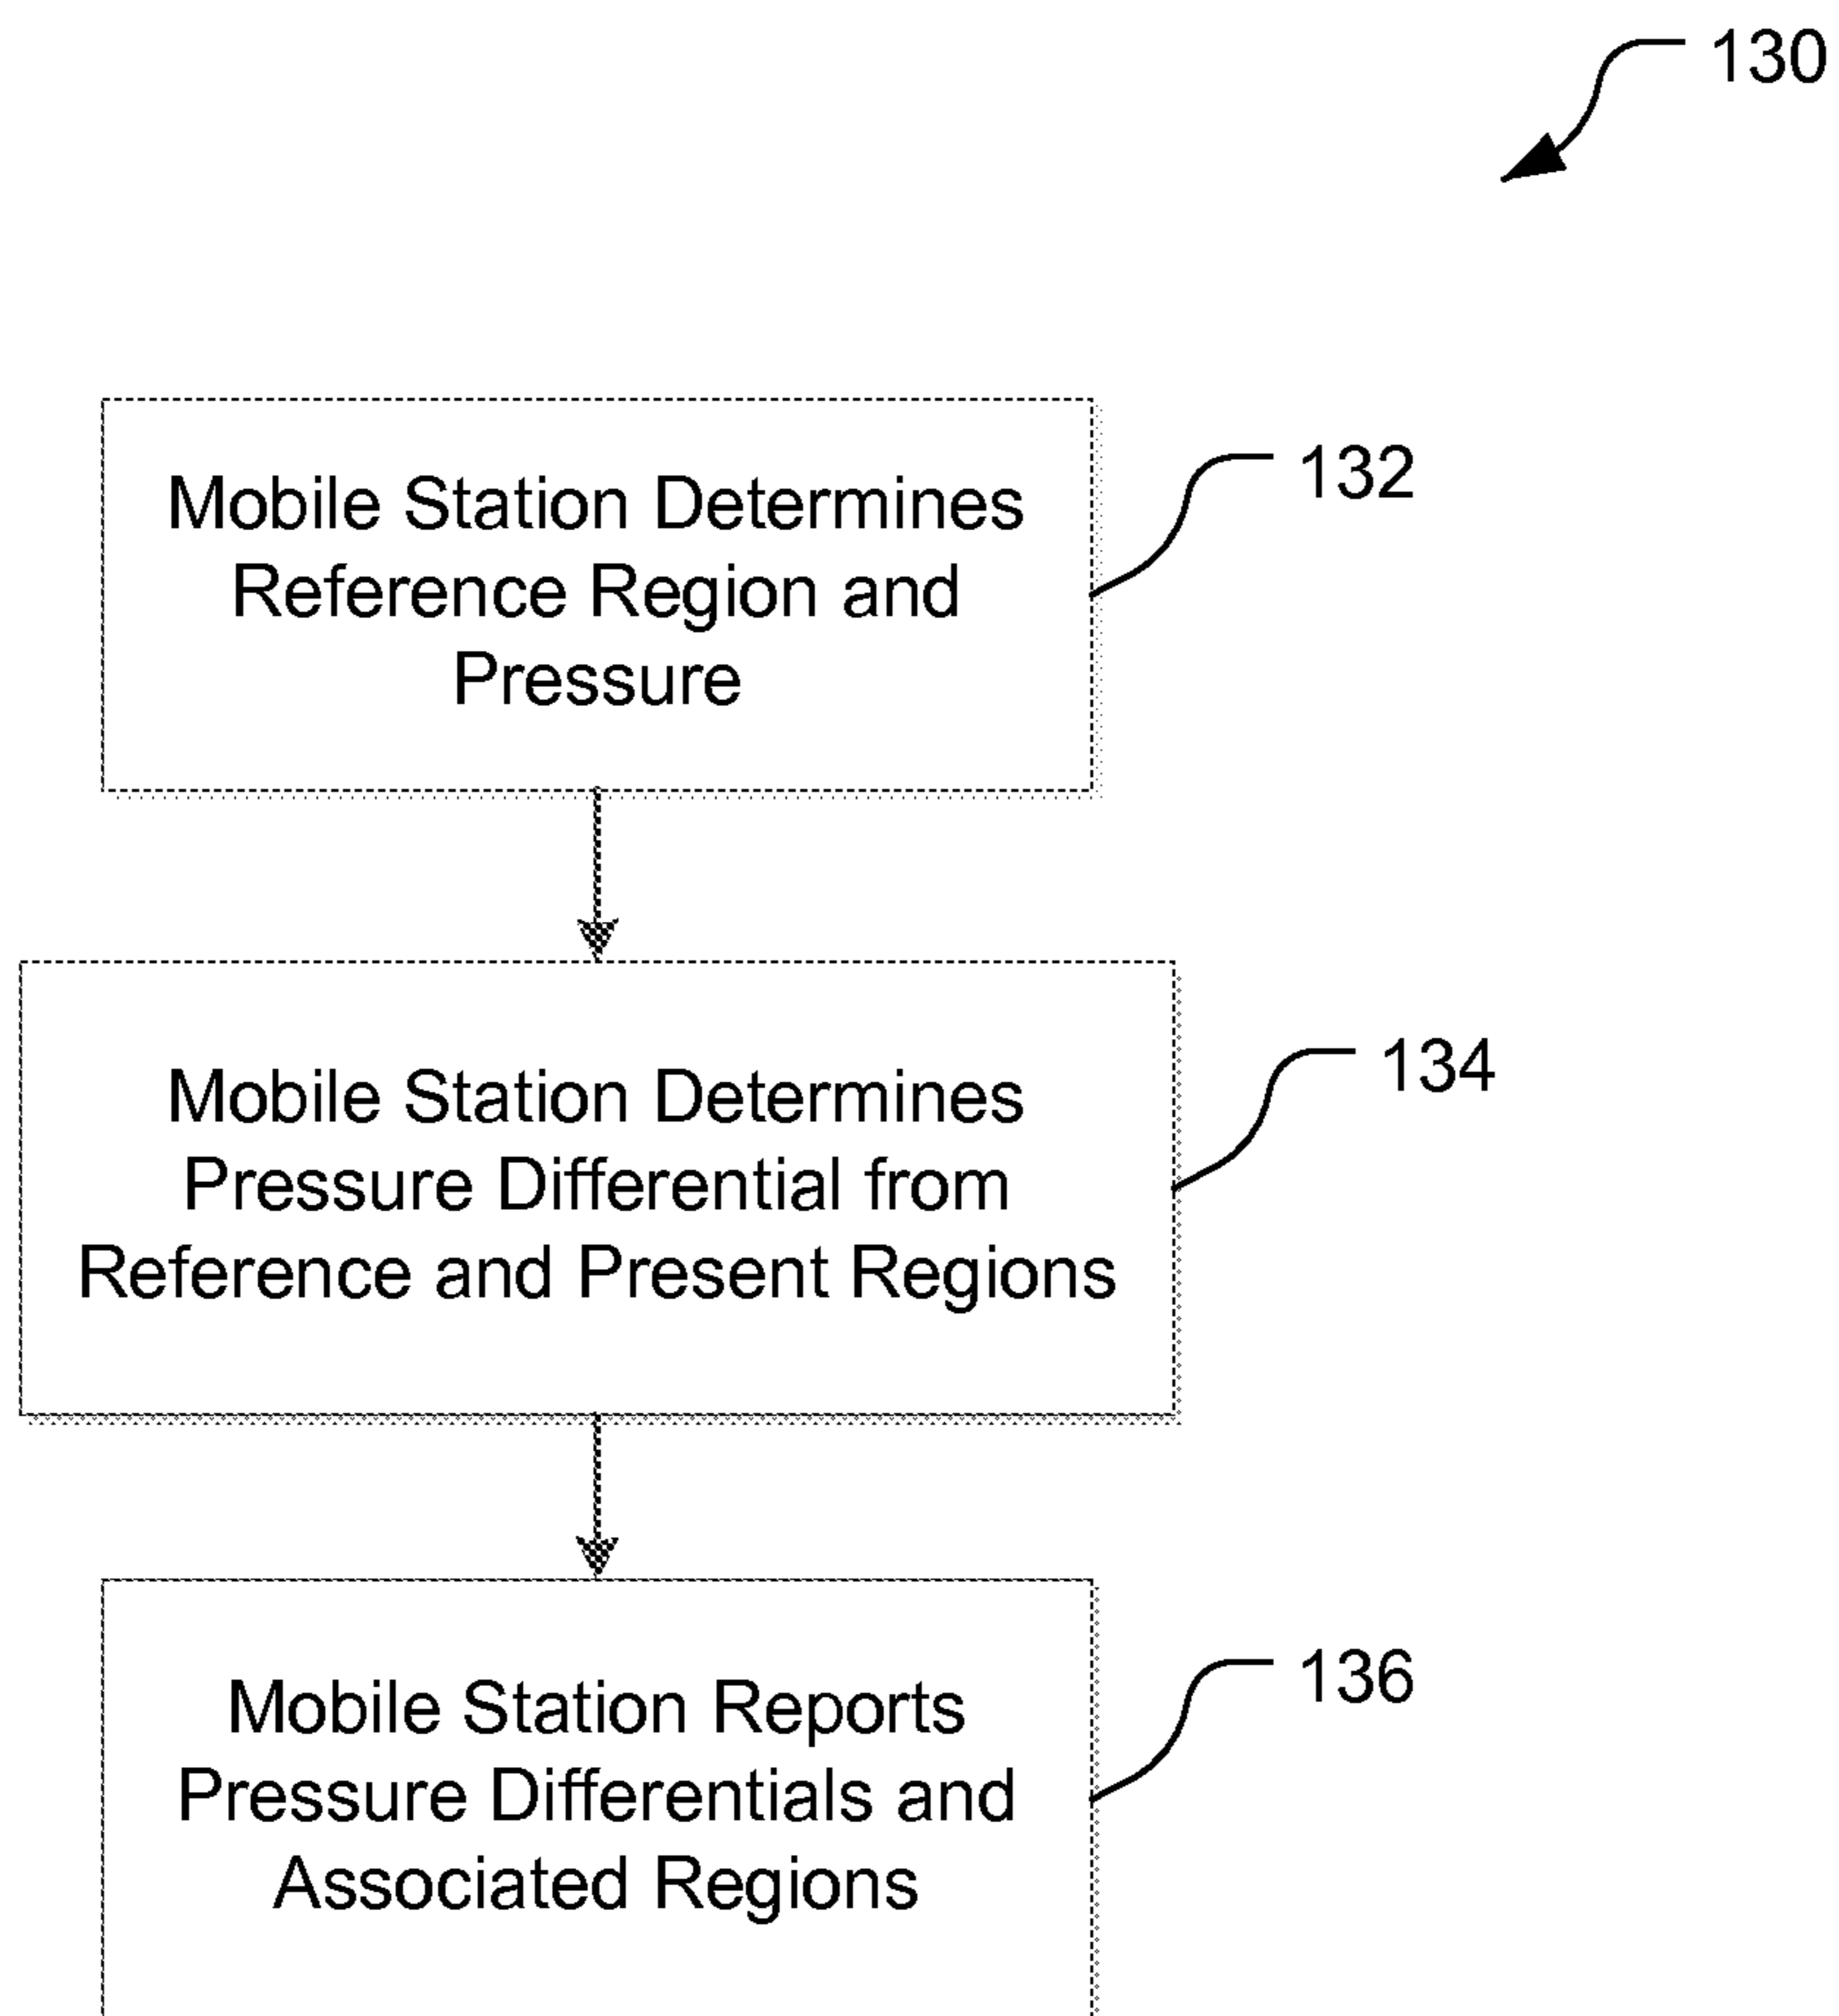 130
Mobile Station Determines
Reference Region and
Pressure
132
Mobile Station Determines
Pressure Differential from
Reference and Present Regions
134
Mobile Station Reports
Pressure Differentials and
Associated Regions
136